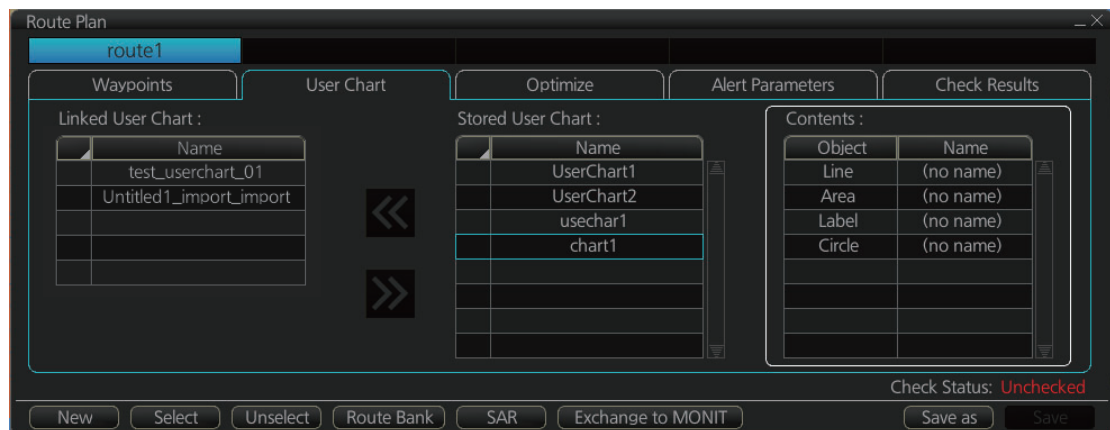 Route Plan
route1
Waypoints User Chart Optimize Alert Parameters Check Results
Linked User Chart : Stored User Chart : Contents :
Name Name Object Name
test_userchart_01 UserChart1 Line (no name)
Untitled1_import_import UserChart2 Area (no name)
usechar1 Label (no name)
chart1 Circle (no name)
Check Status: Unchecked
New Select Unselect Route Bank SAR Exchange to MONIT Save as Save